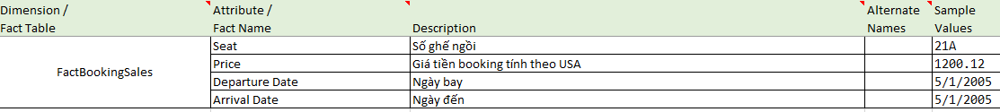 Dimension / Attribute / Alternate Sample
Fact Table Fact Name Description Names Values
Seat Số ghế ngồi 21A
Price Giá tiền booking tính theo USA 1200.12
FactBookingSales
Departure Date Ngày bay 5/1/2005
Arrival Date Ngày đến 5/1/2005